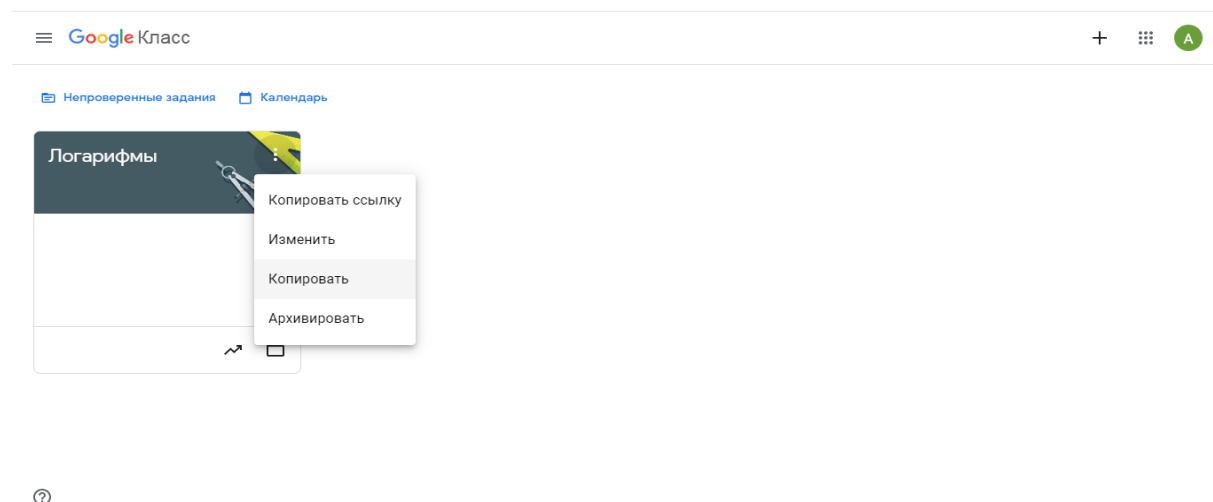 Google Класс
A
Непроверенные задания Календарь
Логарифмы
Копировать ссылку
Изменить
Копировать
Архивировать